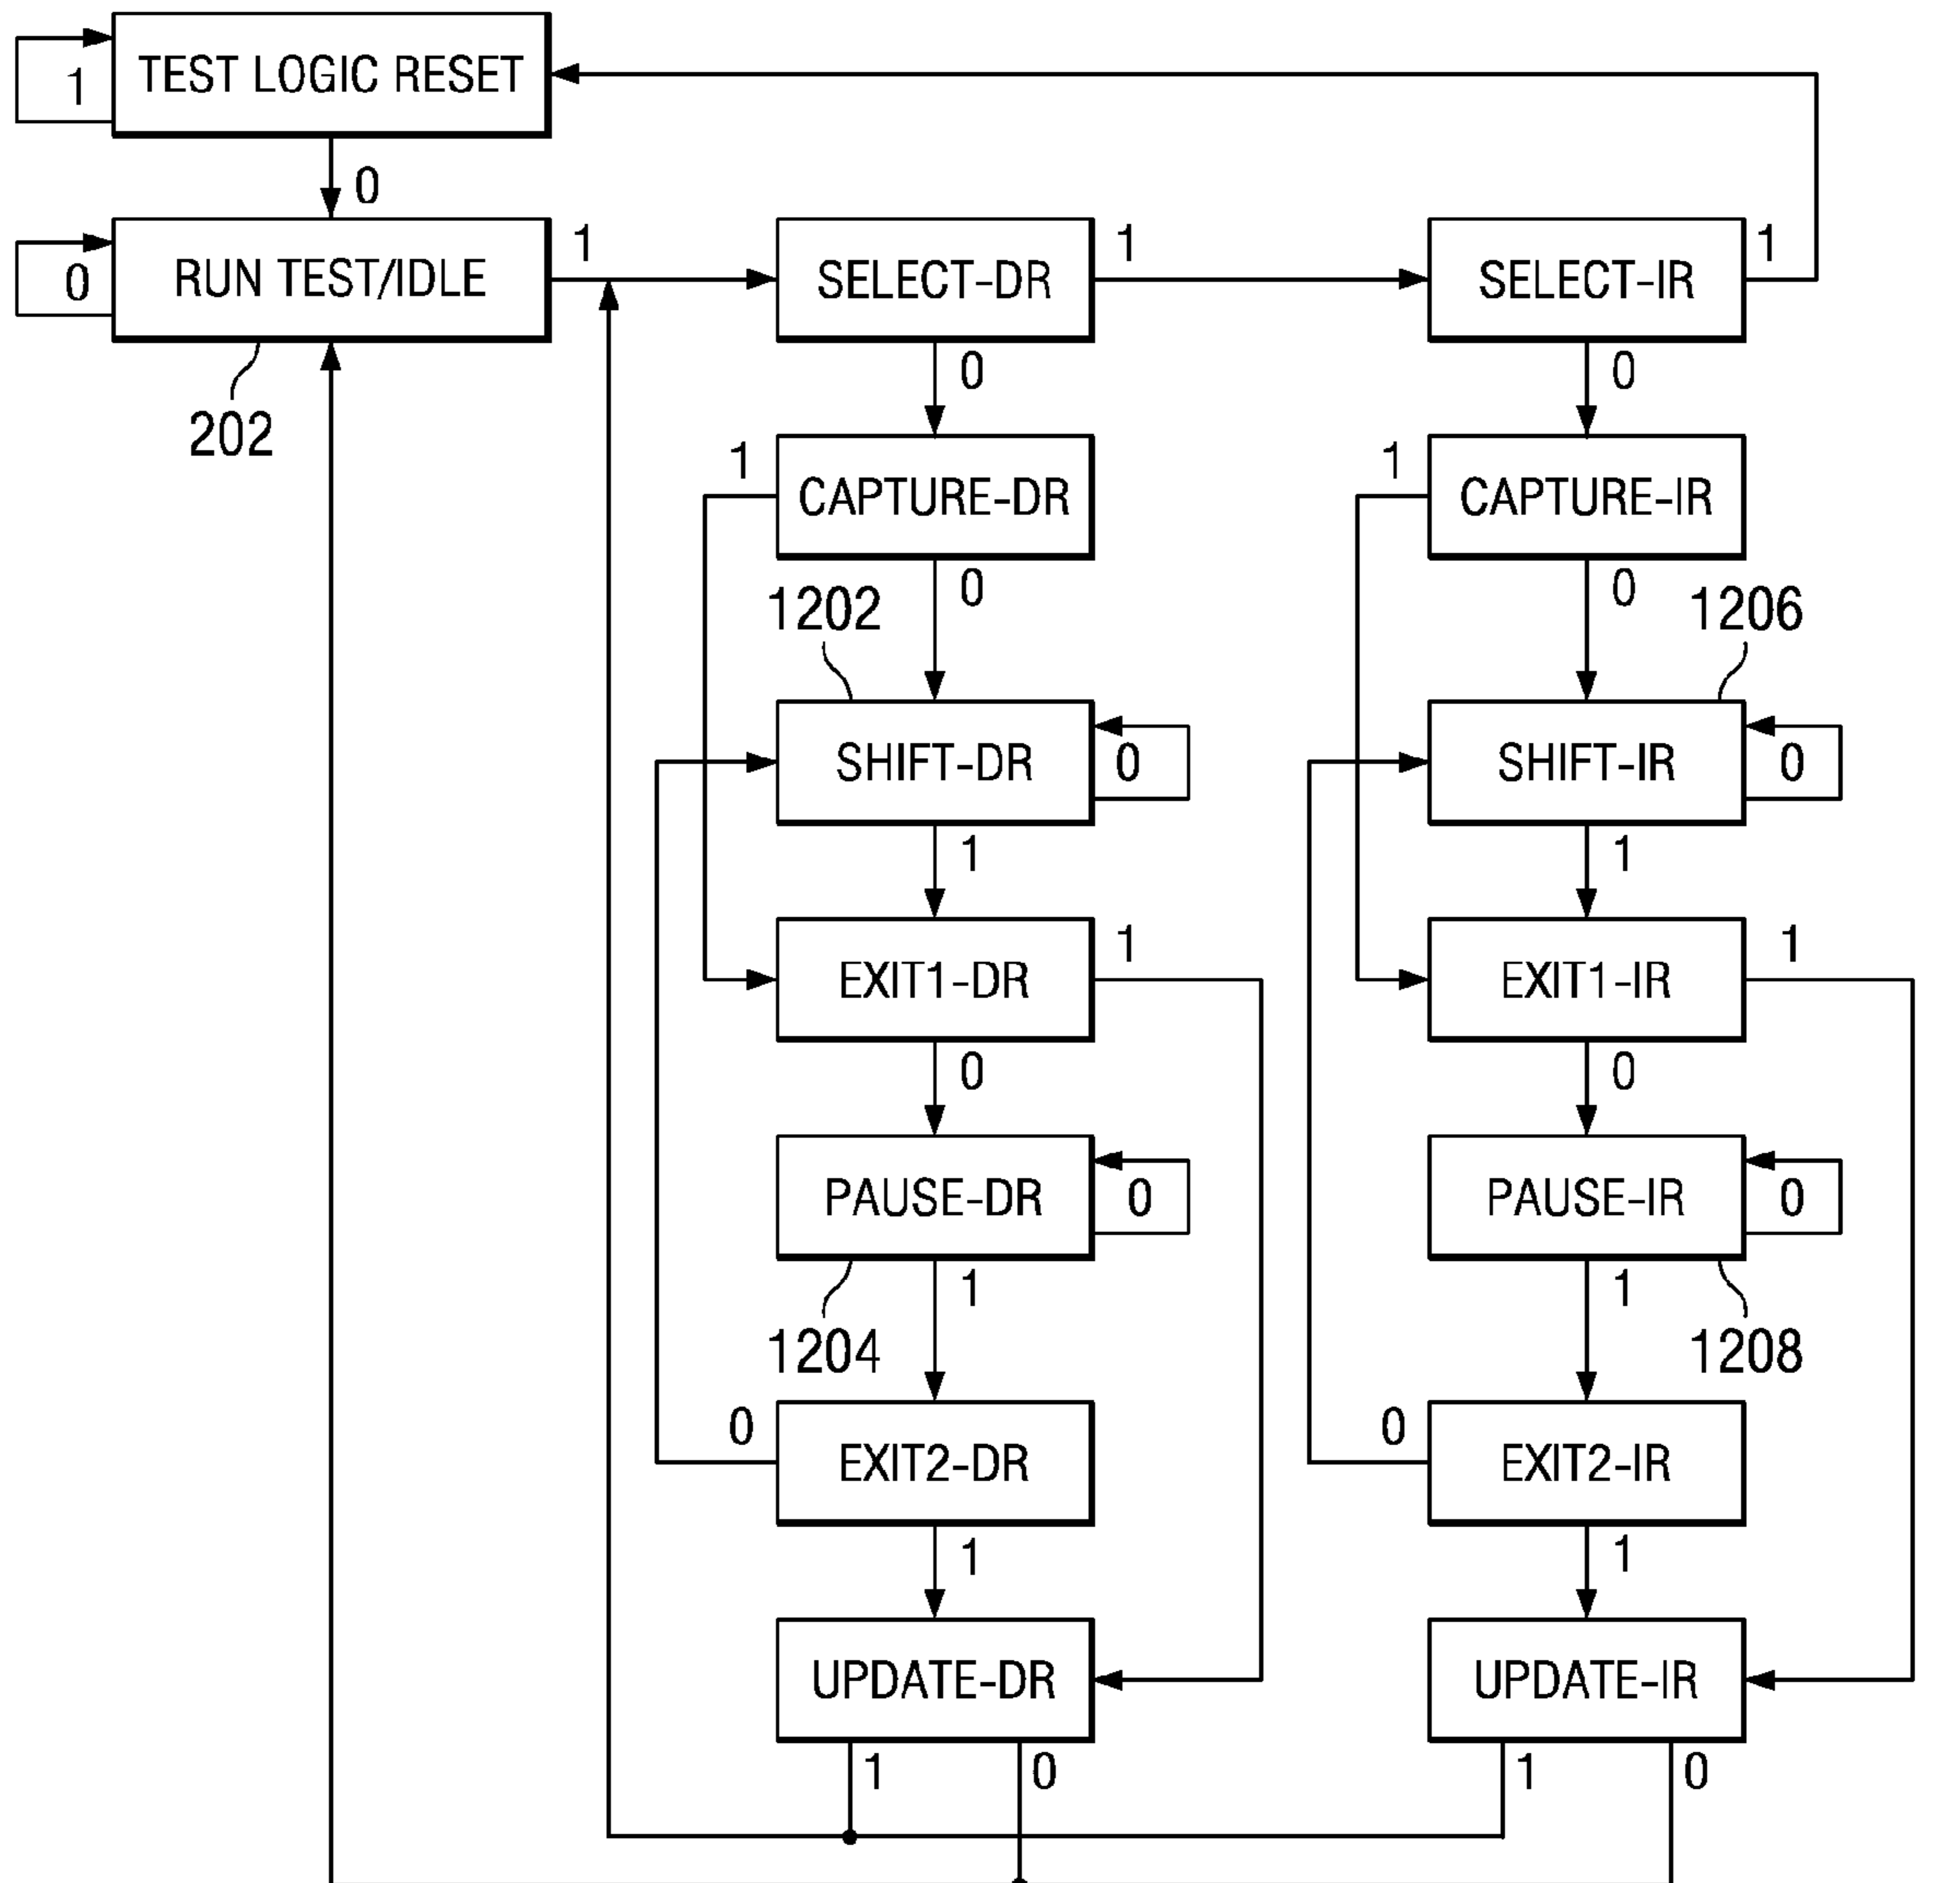 TEST LOGIC RESET
1
0
RUN TEST/IDLE
0
1
202
SELECT-DR
1
0
SELECT-IR
1
0
CAPTURE-DR
1
0
CAPTURE-IR
1
0
1202
SHIFT-DR
0
1
1206
SHIFT-IR
0
1
EXIT1-DR
1
0
EXIT1-IR
1
0
PAUSE-DR
0
1
1204
PAUSE-IR
0
1
1208
EXIT2-DR
0
1
EXIT2-IR
0
1
UPDATE-DR
1
0
UPDATE-IR
1
0